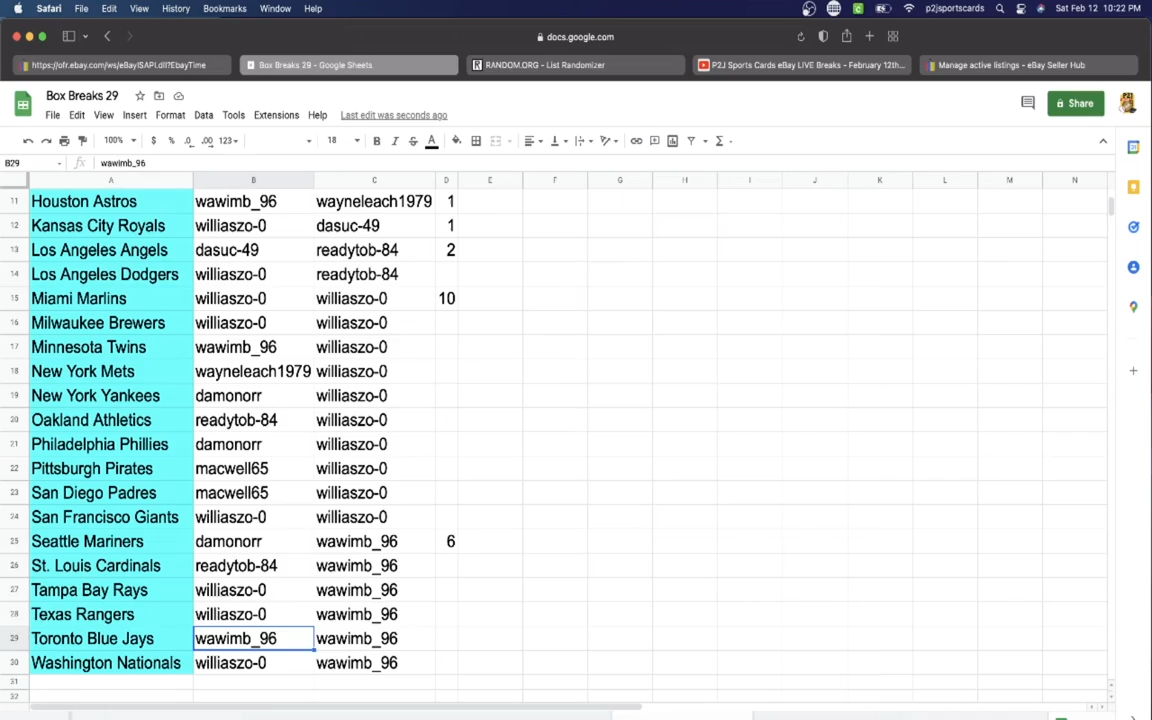 Safari File Edit View History Bookmarks Window Help p2jsportscards Sat Feb 12 10:22 PM
docs.google.com
https://ofr.ebay.com/ws/eBayISAPI.dll?EbayTime Box Breaks 29 - Google Sheets RANDOM.ORG - List Randomizer P2J Sports Cards eBay LIVE Breaks - February 12th... Manage active listings - eBay Seller Hub
Box Breaks 29
File Edit View Insert Format Data Tools Extensions Help Last edit was seconds ago Share
100% $ % .0 .00 123 18 B I S A
B29 fx wawimb_96
A B C D E F G H I J K L M N
11 Houston Astros wawimb_96 wayneleach1979 1
12 Kansas City Royals williaszo-0 dasuc-49 1
13 Los Angeles Angels dasuc-49 readytob-84 2
14 Los Angeles Dodgers williaszo-0 readytob-84
15 Miami Marlins williaszo-0 williaszo-0 10
16 Milwaukee Brewers williaszo-0 williaszo-0
17 Minnesota Twins wawimb_96 williaszo-0
18 New York Mets wayneleach1979 williaszo-0
19 New York Yankees damonorr williaszo-0
20 Oakland Athletics readytob-84 williaszo-0
21 Philadelphia Phillies damonorr williaszo-0
22 Pittsburgh Pirates macwell65 williaszo-0
23 San Diego Padres macwell65 williaszo-0
24 San Francisco Giants williaszo-0 williaszo-0
25 Seattle Mariners damonorr wawimb_96 6
26 St. Louis Cardinals readytob-84 wawimb_96
27 Tampa Bay Rays williaszo-0 wawimb_96
28 Texas Rangers williaszo-0 wawimb_96
29 Toronto Blue Jays wawimb_96 wawimb_96
30 Washington Nationals williaszo-0 wawimb_96
31
32